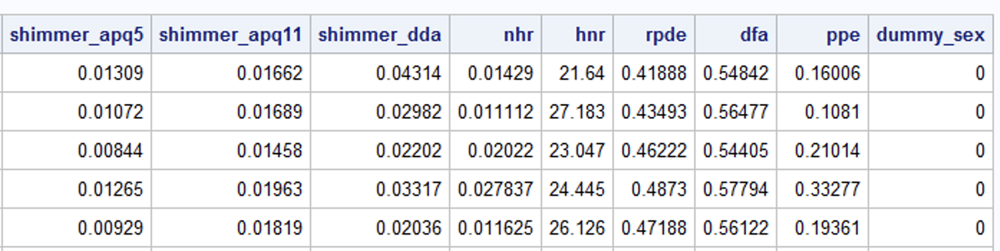 shimmer_apq5 shimmer_apq11 shimmer_dda nhr hnr rpde dfa ppe dummy_sex
0.01309 0.01662 0.04314 0.01429 21.64 0.41888 0.54842 0.16006 0
0.01072 0.01689 0.02982 0.011112 27.183 0.43493 0.56477 0.1081 0
0.00844 0.01458 0.02202 0.02022 23.047 0.46222 0.54405 0.21014 0
0.01265 0.01963 0.03317 0.027837 24.445 0.4873 0.57794 0.33277 0
0.00929 0.01819 0.02036 0.011625 26.126 0.47188 0.56122 0.19361 0